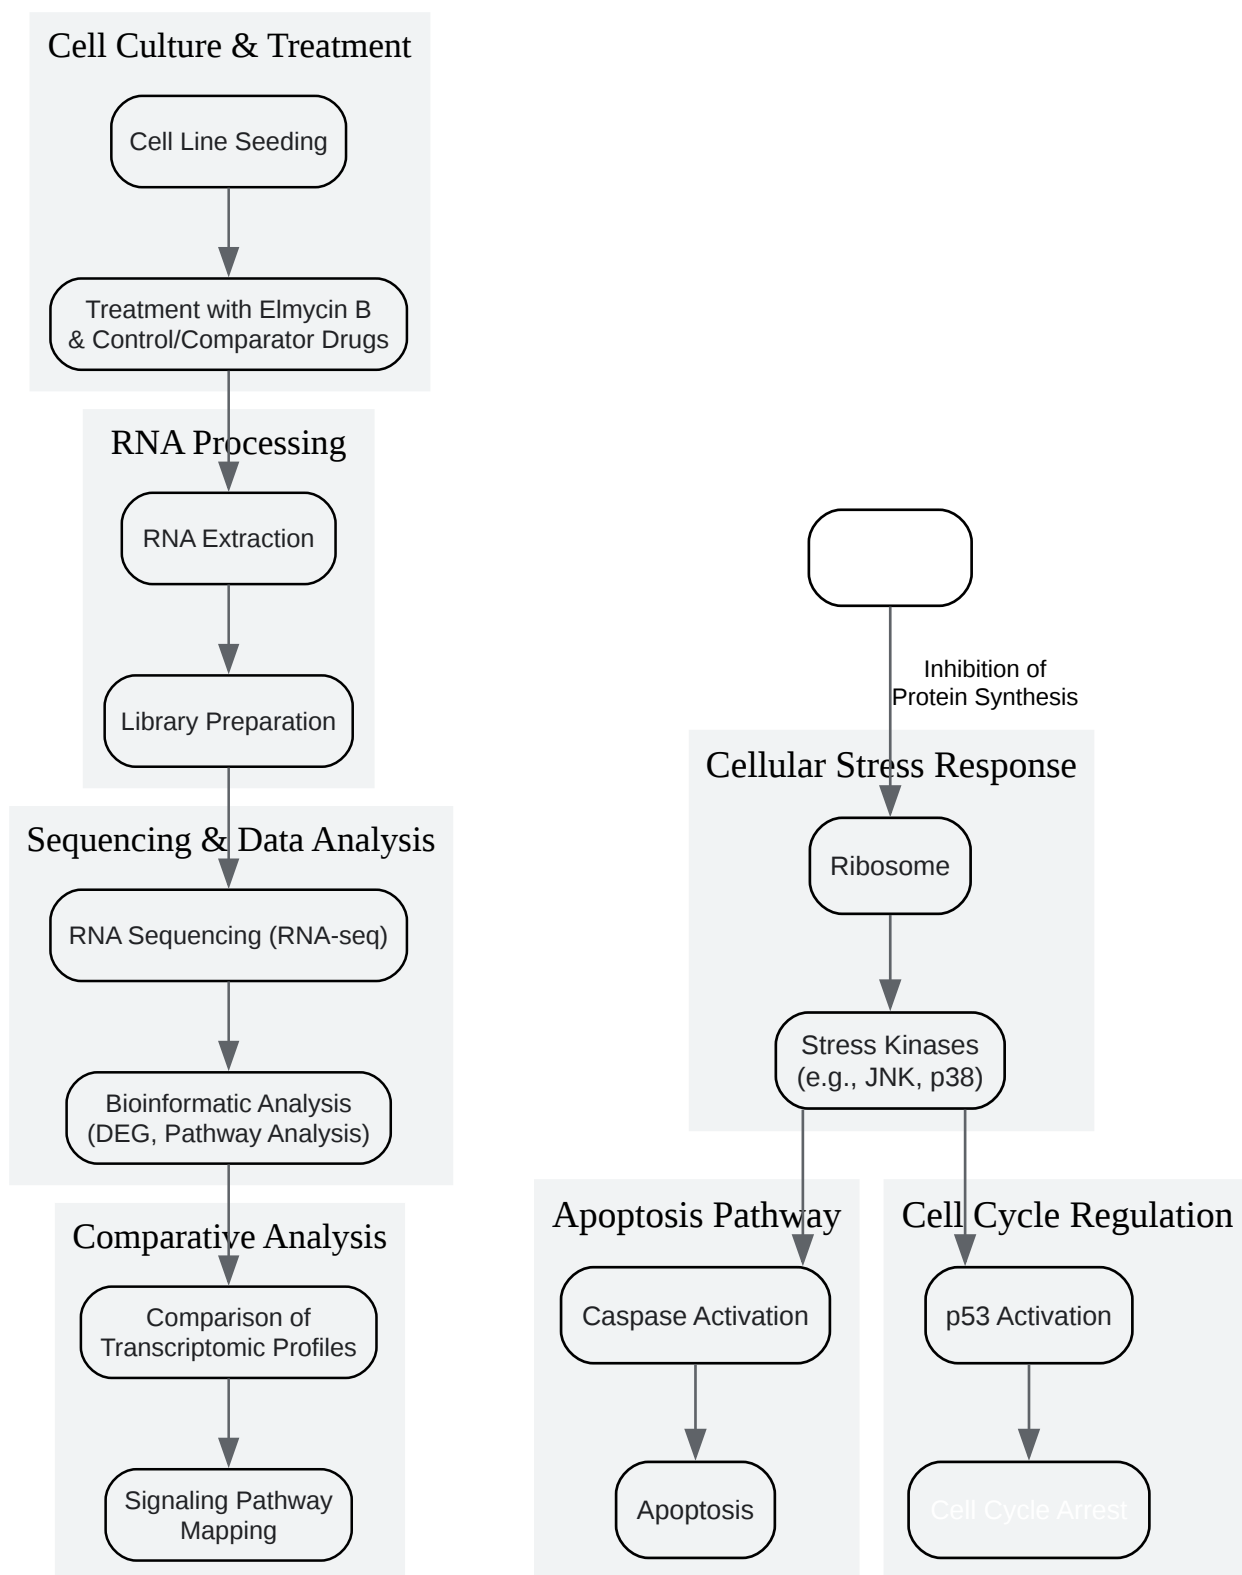 Cell Culture & Treatment
Cell Line Seeding
Treatment with Elmycin B
& Control/Comparator Drugs
RNA Processing
RNA Extraction
Library Preparation
Sequencing & Data Analysis
RNA Sequencing (RNA-seq)
Bioinformatic Analysis
(DEG, Pathway Analysis)
Comparative Analysis
Comparison of
Transcriptomic Profiles
Signaling Pathway
Mapping
Inhibition of
Protein Synthesis
Cellular Stress Response
Ribosome
Stress Kinases
(e.g., JNK, p38)
Apoptosis Pathway
Caspase Activation
Apoptosis
Cell Cycle Regulation
p53 Activation
Cell Cycle Arrest